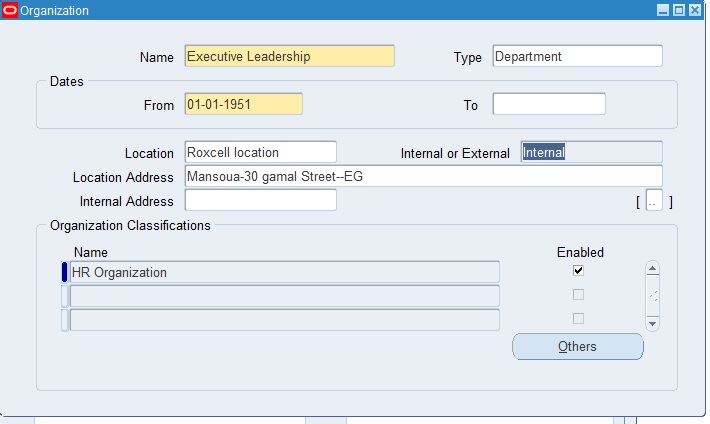 Organization
Name Executive Leadership Type Department
Dates
From 01-01-1951 To
Location Roxcell location Internal or External Internal
Location Address Mansoua-30 gamal Street--EG
Internal Address [ .. ]
Organization Classifications
Name Enabled
HR Organization
Others